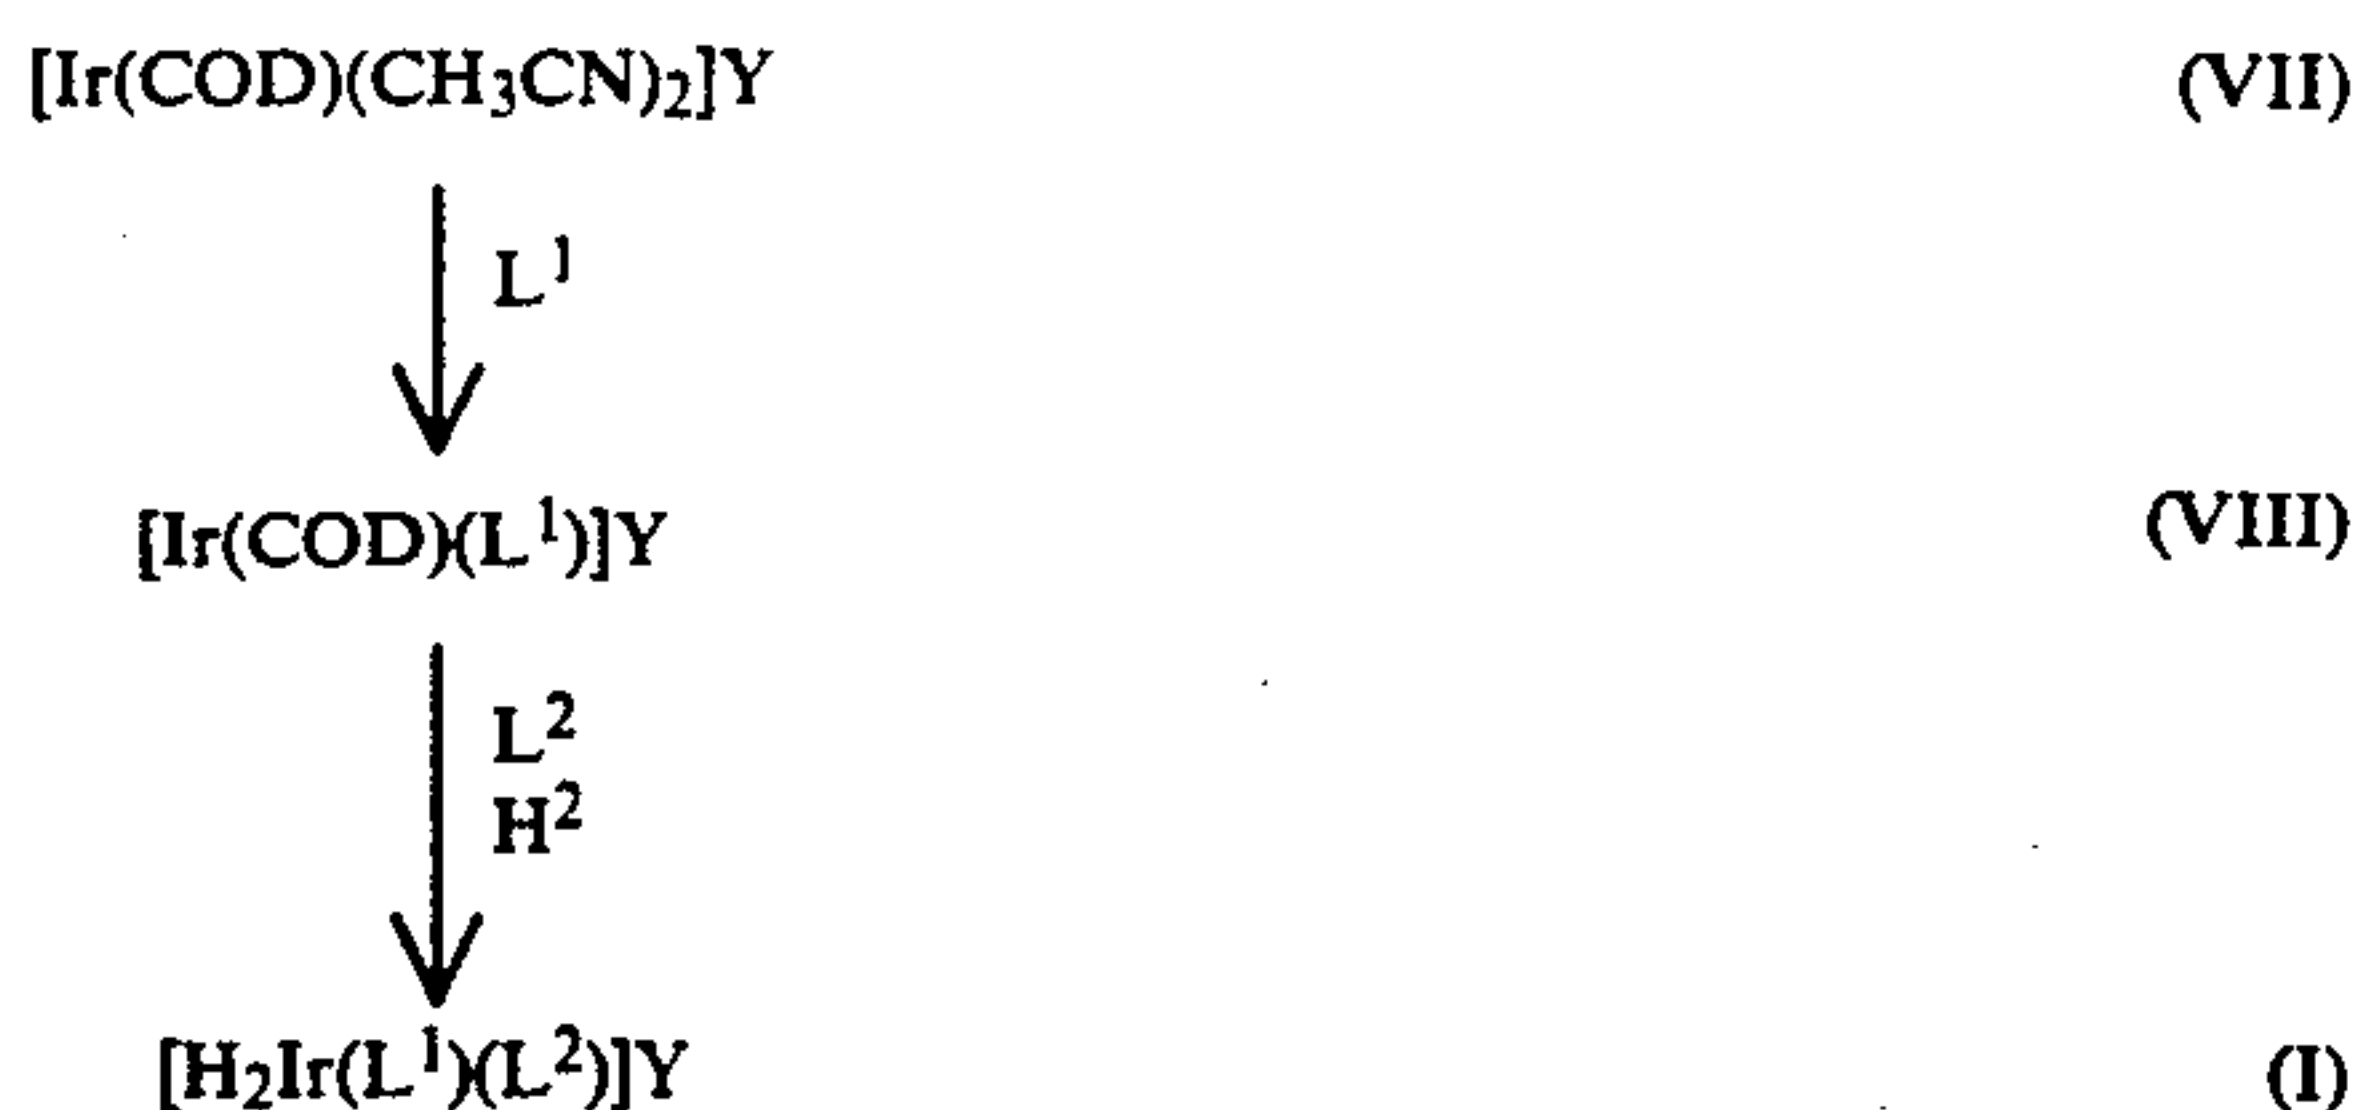 [Ir(COD)(CH₃CN)₂]Y (VII)
L¹
[Ir(COD)(L¹)]Y (VIII)
L²
H²
[H₂Ir(L¹)(L²)]Y (I)